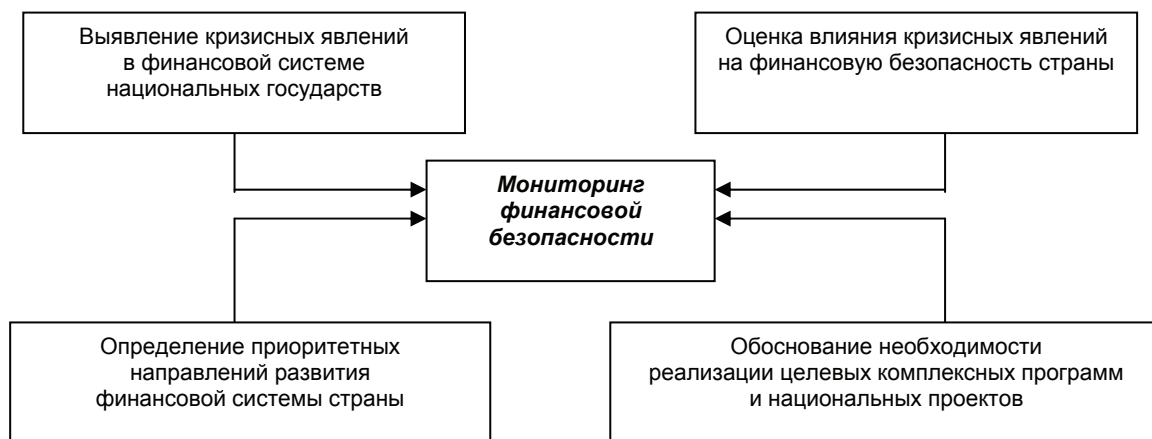 Выявление кризисных явлений
в финансовой системе
национальных государств
Оценка влияния кризисных явлений
на финансовую безопасность страны
Мониторинг
финансовой
безопасности
Определение приоритетных
направлений развития
финансовой системы страны
Обоснование необходимости
реализации целевых комплексных программ
и национальных проектов